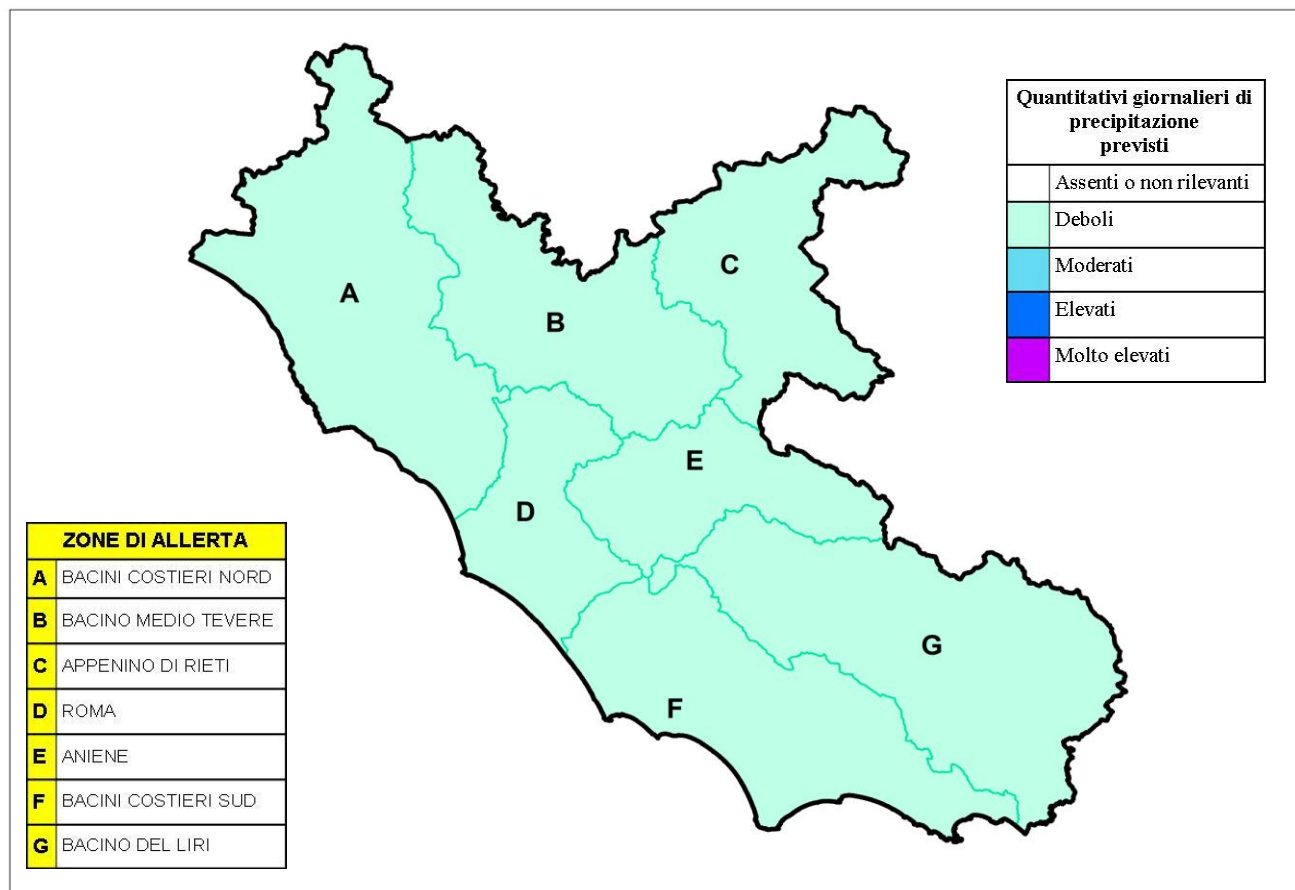 Quantitativi giornalieri di
precipitazione
previsti
Assenti o non rilevanti
Deboli
Moderati
Elevati
Molto elevati
A
B
C
D
E
F
G
ZONE DI ALLERTA
A BACINI COSTIERI NORD
B BACINO MEDIO TEVERE
C APPENINO DI RIETI
D ROMA
E ANIENE
F BACINI COSTIERI SUD
G BACINO DEL LIRI